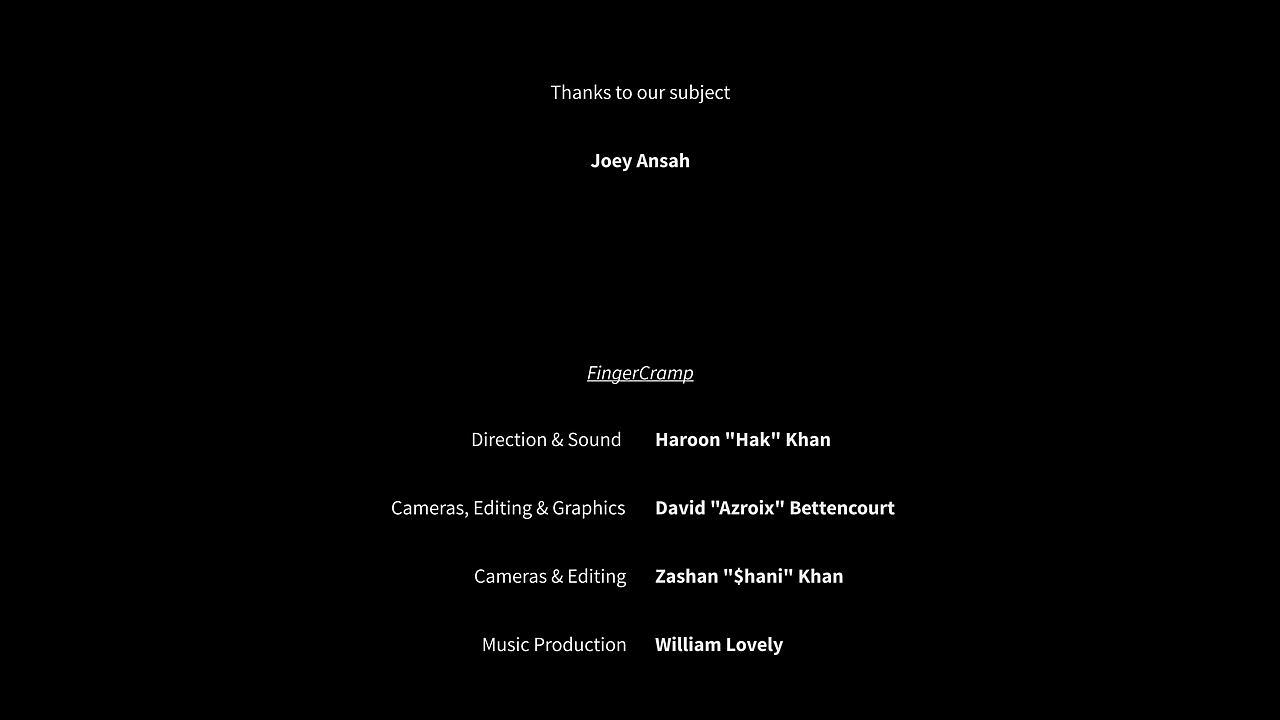 Thanks to our subject
Joey Ansah
FingerCramp
Direction & Sound Haroon "Hak" Khan
Cameras, Editing & Graphics David "Azroix" Bettencourt
Cameras & Editing Zashan "$hani" Khan
Music Production William Lovely